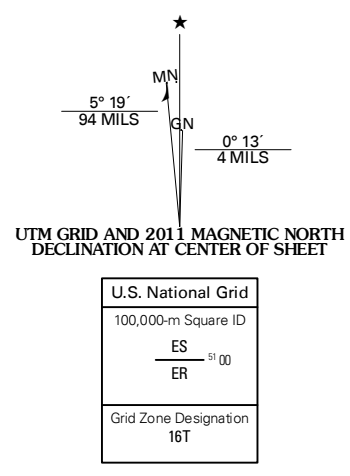 ★
MN
5° 19´
94 MILS
GN
0° 13´
4 MILS
UTM GRID AND 2011 MAGNETIC NORTH
DECLINATION AT CENTER OF SHEET
U.S. National Grid
100,000-m Square ID
ES
51 00
ER
Grid Zone Designation
16T